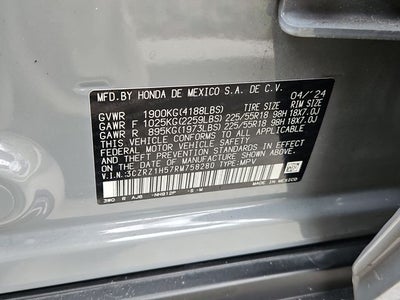 MFD.BY HONDA DE MEXICO S.A. DE C.V. 04/'24
GVWR 1900KG(4188LBS) TIRE SIZE RIM SIZE
GAWR F 1025KG(2259LBS) 225/55R18 98H 18X7.0J
GAWR R 895KG(1973LBS) 225/55R18 98H 18X7.0J
THIS VEHICLE CONFORMS TO ALL APPLICABLE
FEDERAL MOTOR VEHICLE SAFETY AND THEFT
PREVENTION STANDARDS IN EFFECT ON THE
DATE OF MANUFACTURE SHOWN ABOVE.
V.I.N.:3CZRZ1H57RM758280 TYPE:MPV
MADE IN MEXICO